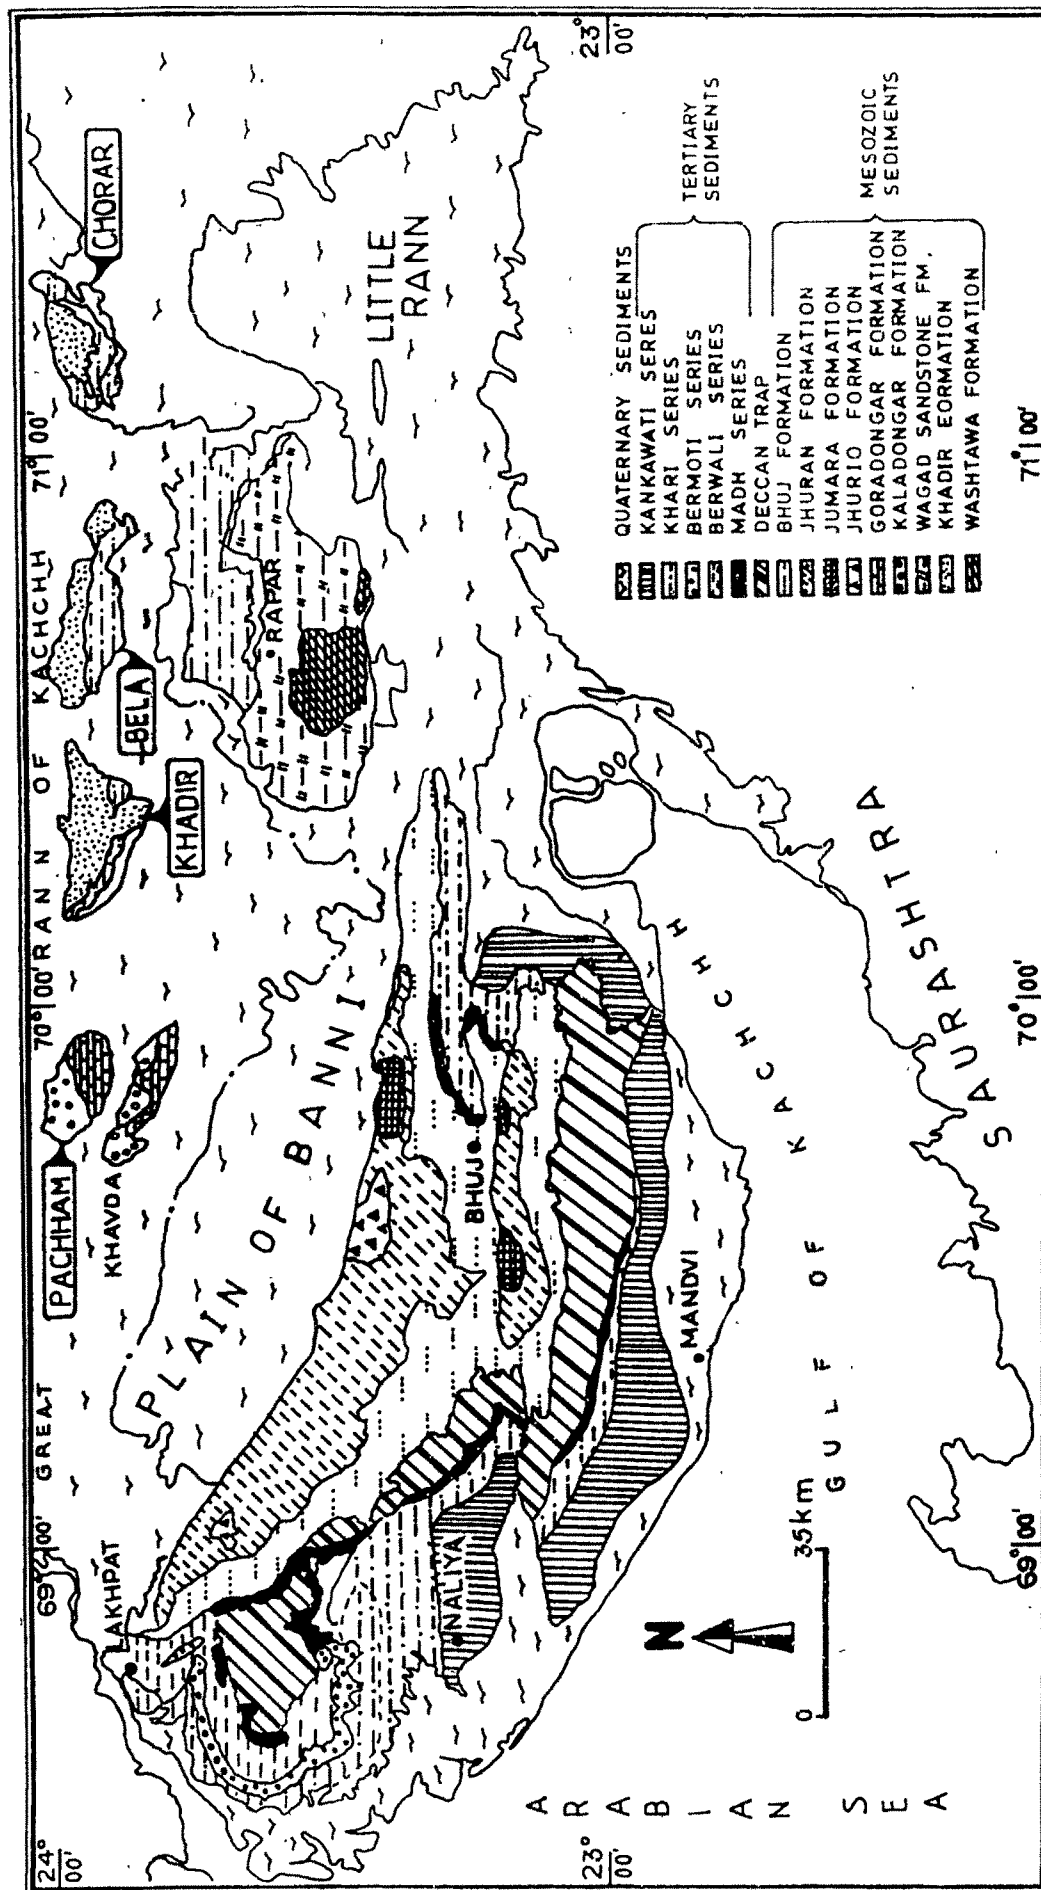 24°
00'
69° 00'
70° 00'
71° 00'
GREAT RAN OF KACHCHH
LAKHPAT
PACHHAM
KHAVDA
KHADIR
BELA
CHORAR
PLAIN OF BANNI
RAPAR
LITTLE
RANN
BHUJ
NALIYA
MANDVI
GULF OF KACHCHH
SAURASHTRA
ARABIAN SEA
N
0 35km
23°
00'
23°
00'
69° 00'
70° 00'
71° 00'
QUATERNARY SEDIMENTS
KANKAWATI SERIES
KHARI SERIES
BERMOTI SERIES
BERWALI SERIES
MADH SERIES
TERTIARY
SEDIMENTS
DECCAN TRAP
BHUJ FORMATION
JHURAN FORMATION
JUMARA FORMATION
JHURIO FORMATION
GORADONGAR FORMATION
KALADONGAR FORMATION
WAGAD SANDSTONE FM.
KHADIR EORMATION
WASHTAWA FORMATION
MESOZOIC
SEDIMENTS